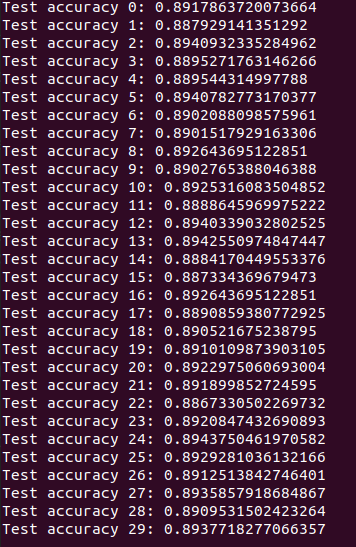 Test accuracy 0: 0.8917863720073664
Test accuracy 1: 0.887929141351292
Test accuracy 2: 0.8940932335284962
Test accuracy 3: 0.8895271763146266
Test accuracy 4: 0.889544314997788
Test accuracy 5: 0.8940782773170377
Test accuracy 6: 0.8902088098575961
Test accuracy 7: 0.8901517929163306
Test accuracy 8: 0.892643695122851
Test accuracy 9: 0.8902765388046388
Test accuracy 10: 0.8925316083504852
Test accuracy 11: 0.8888645969975222
Test accuracy 12: 0.8940339032802525
Test accuracy 13: 0.8942550974847447
Test accuracy 14: 0.8884170449553376
Test accuracy 15: 0.887334369679473
Test accuracy 16: 0.892643695122851
Test accuracy 17: 0.8890859380772925
Test accuracy 18: 0.890521675238795
Test accuracy 19: 0.8910109873903105
Test accuracy 20: 0.8922975060693004
Test accuracy 21: 0.891899852724595
Test accuracy 22: 0.8867330502269732
Test accuracy 23: 0.8920847432690893
Test accuracy 24: 0.8943750461970582
Test accuracy 25: 0.8929281036132166
Test accuracy 26: 0.8912513842746401
Test accuracy 27: 0.8935857918684867
Test accuracy 28: 0.8909531502423264
Test accuracy 29: 0.8937718277066357